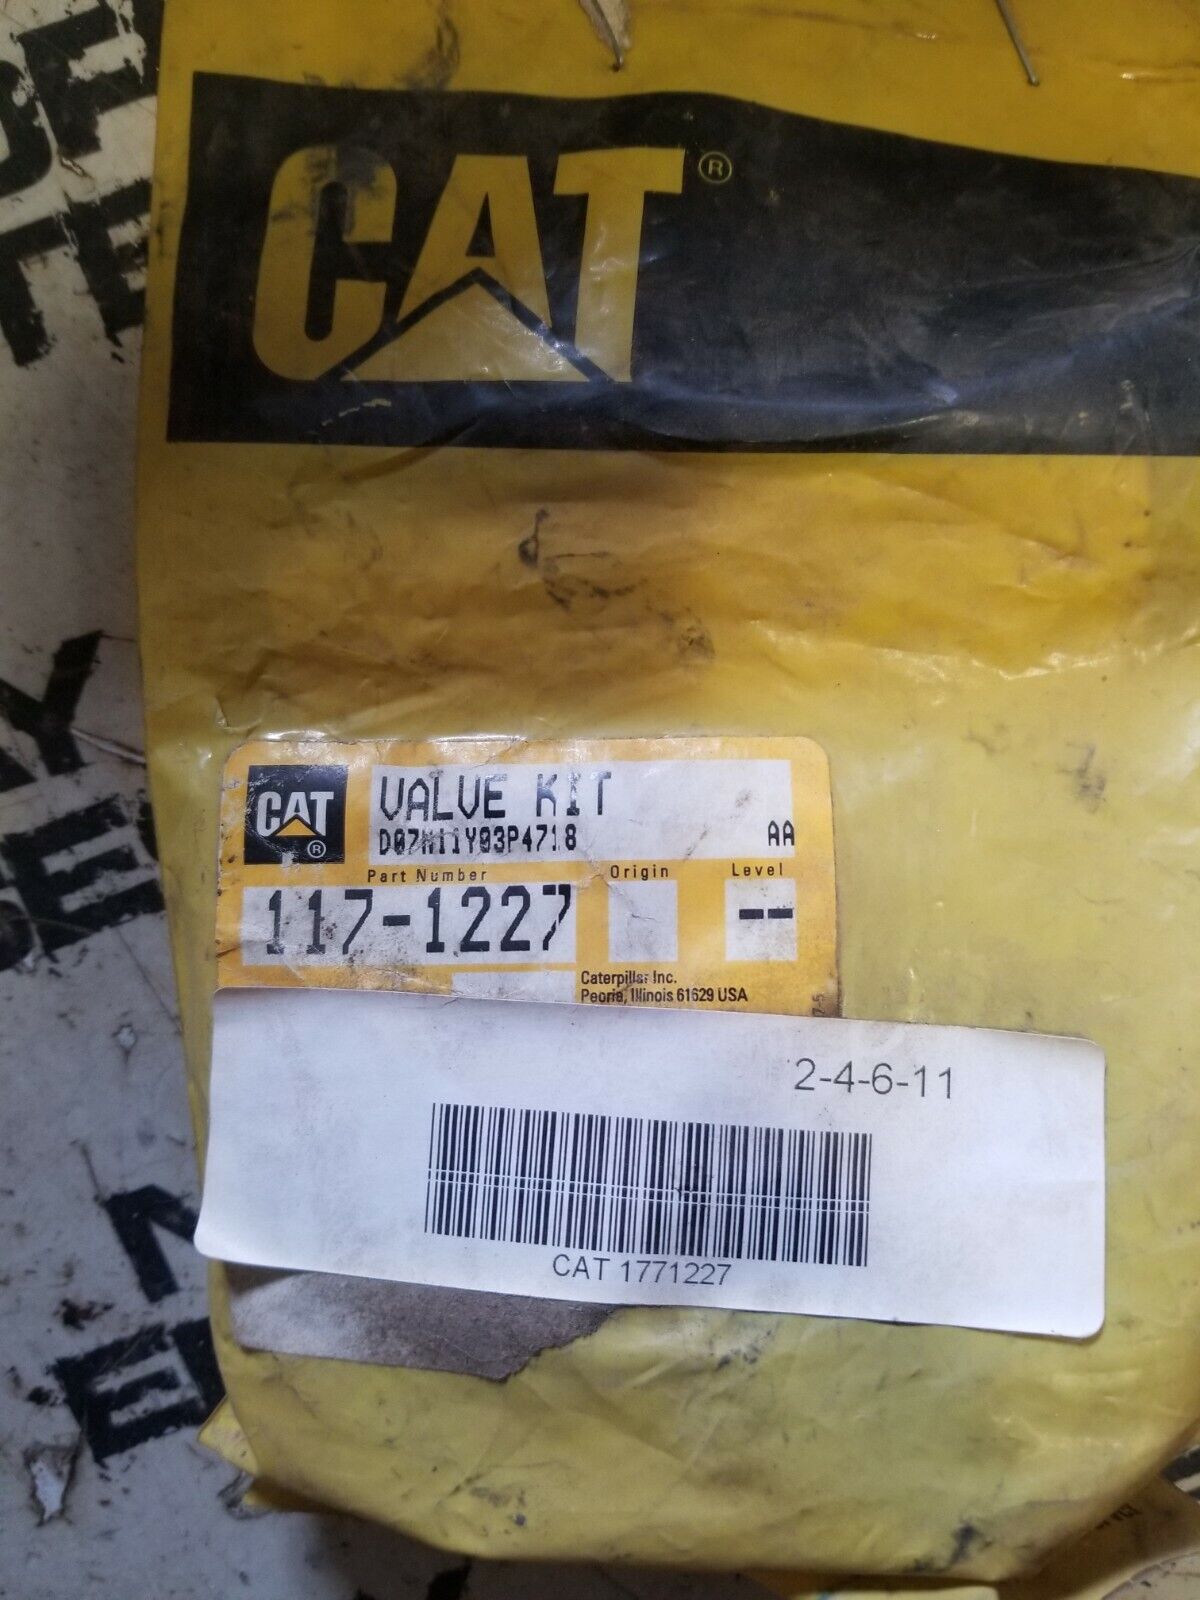 CAT ®
CAT ®
VALVE KIT
D07M11Y03P4718 AA
Part Number Origin Level
117-1227 --
Caterpillar Inc.
Peoria, Illinois 61629 USA
2-4-6-11
CAT 1771227